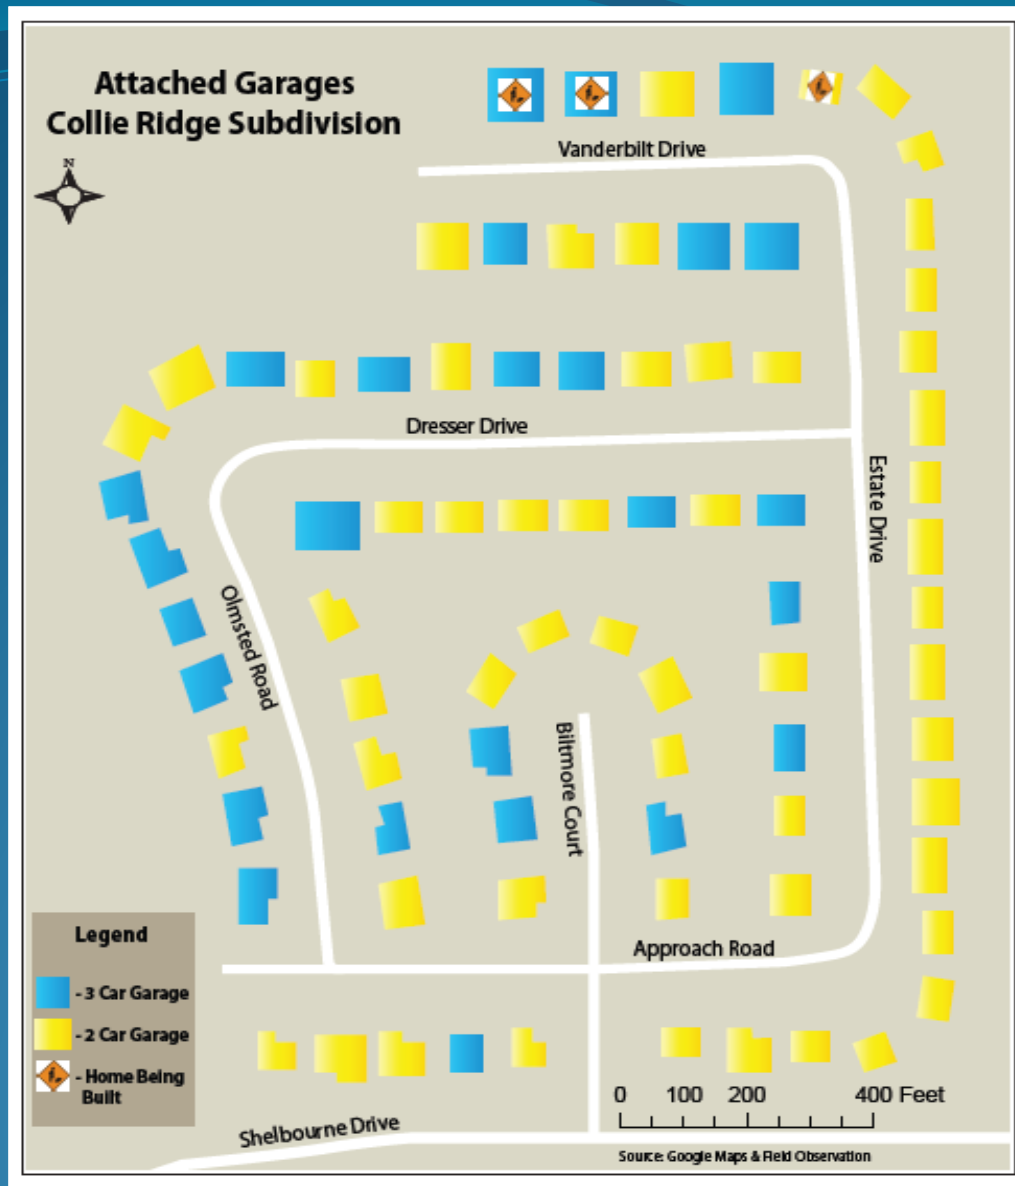 Attached Garages
Collie Ridge Subdivision
N
Vanderbilt Drive
Dresser Drive
Estate Drive
Olmsted Road
Biltmore Court
Approach Road
Legend
- 3 Car Garage
- 2 Car Garage
- Home Being
Built
0 100 200 400 Feet
Shelbourne Drive
Source: Google Maps & Field Observation